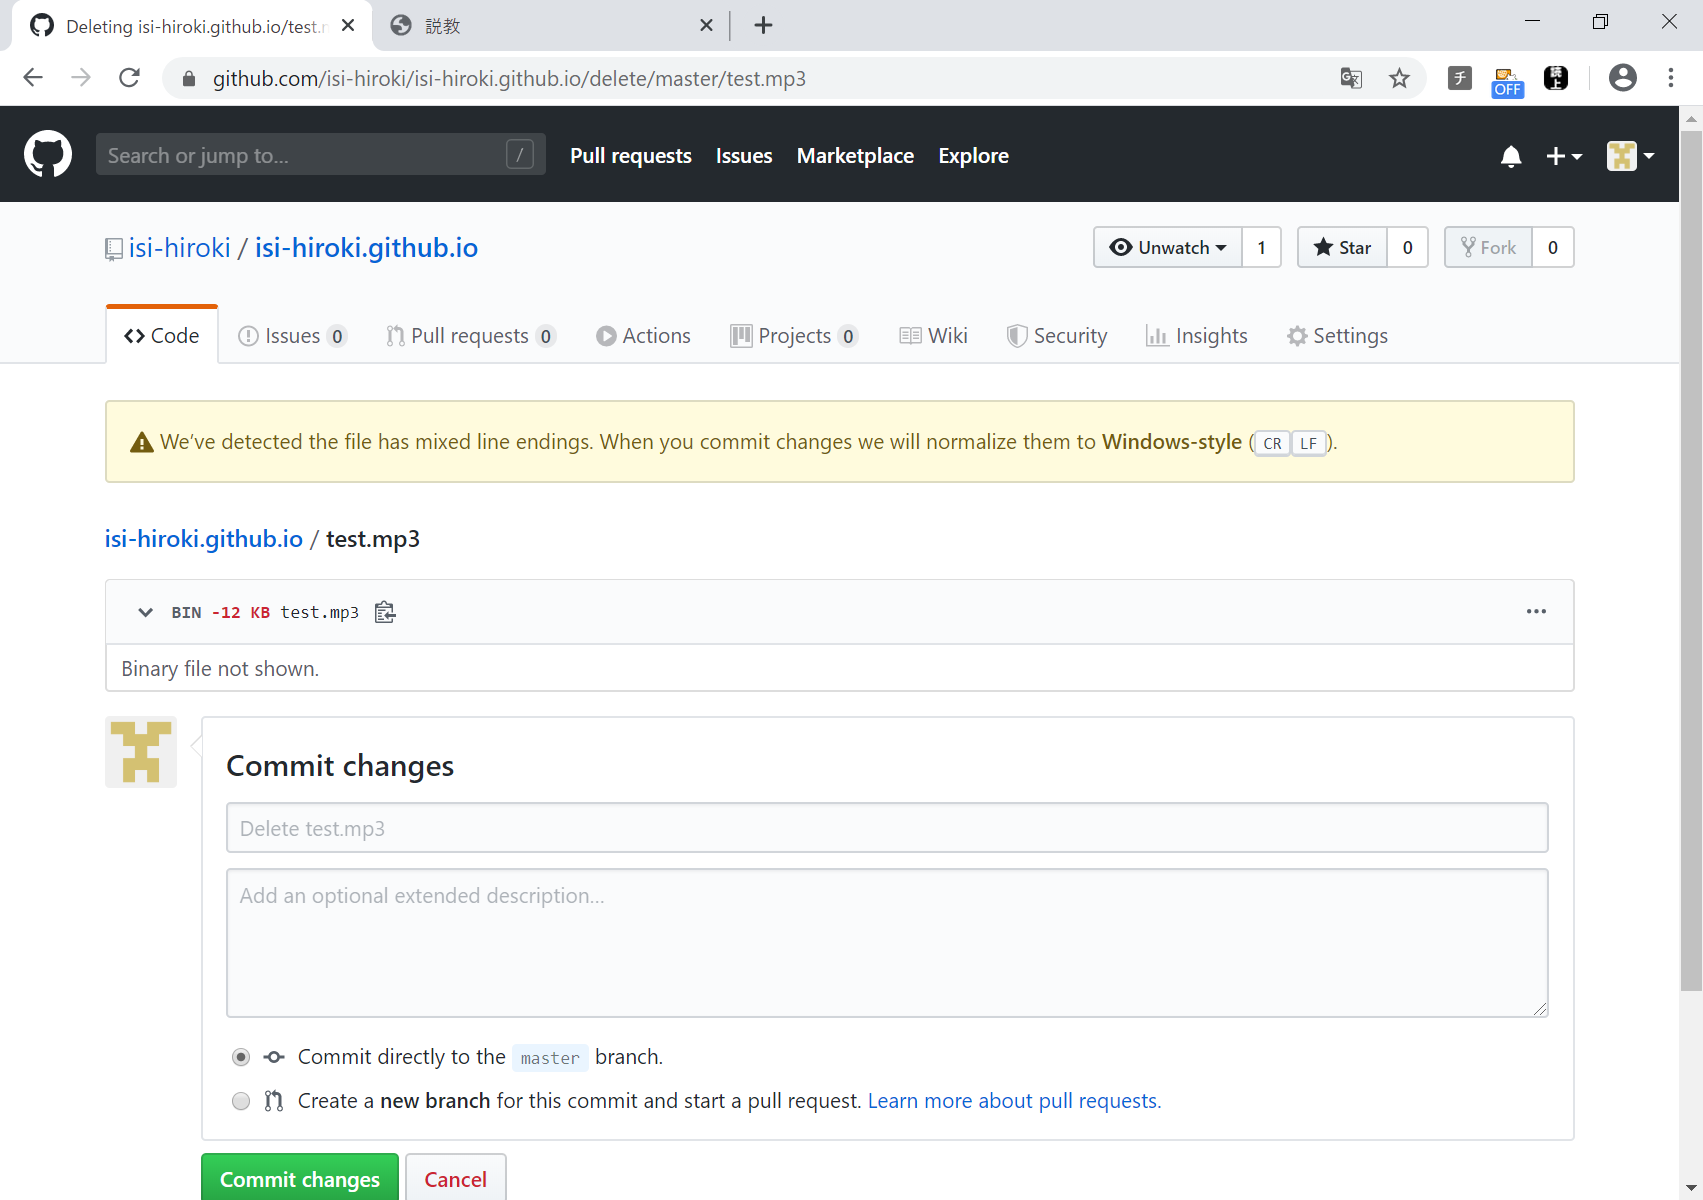 Deleting isi-hiroki.github.io/test.
説教
github.com/isi-hiroki/isi-hiroki.github.io/delete/master/test.mp3
チ
OFF
読上
Search or jump to...
/
Pull requests
Issues
Marketplace
Explore
isi-hiroki / isi-hiroki.github.io
Unwatch 1
Star 0
Fork 0
Code
Issues 0
Pull requests 0
Actions
Projects 0
Wiki
Security
Insights
Settings
We've detected the file has mixed line endings. When you commit changes we will normalize them to Windows-style (CR LF).
isi-hiroki.github.io / test.mp3
BIN -12 KB test.mp3
Binary file not shown.
Commit changes
Delete test.mp3
Add an optional extended description...
Commit directly to the master branch.
Create a new branch for this commit and start a pull request. Learn more about pull requests.
Commit changes
Cancel